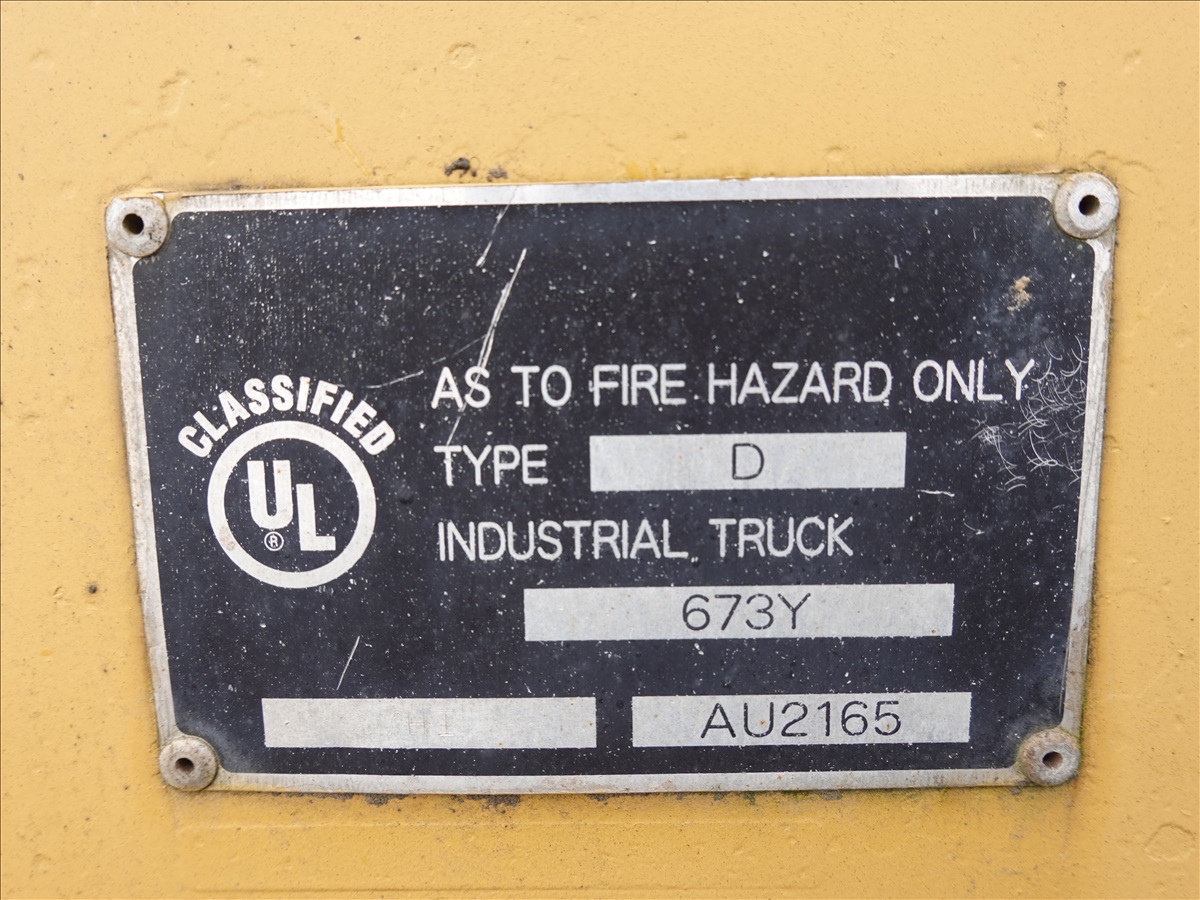 CLASSIFIED
UL
®
AS TO FIRE HAZARD ONLY
TYPE D
INDUSTRIAL TRUCK
673Y
AU2165